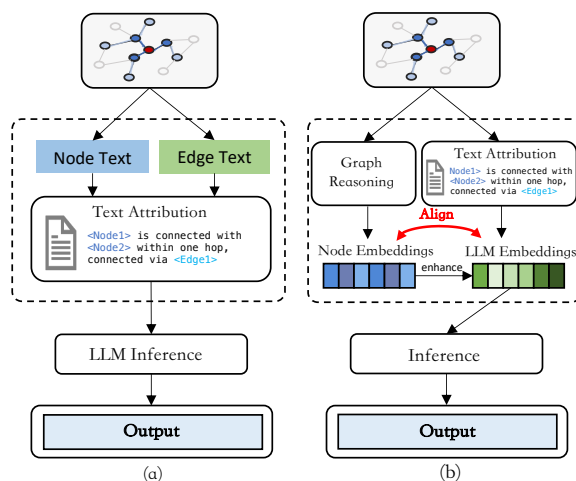 Node Text
Edge Text
Text Attribution
<Node1> is connected with
<Node2> within one hop,
connected via <Edge1>
LLM Inference
Output
(a)
Graph
Reasoning
Text Attribution
Node1> is connected with
<Node2> within one hop,
connected via <Edge1>
Align
Node Embeddings
LLM Embeddings
enhance
Inference
Output
(b)